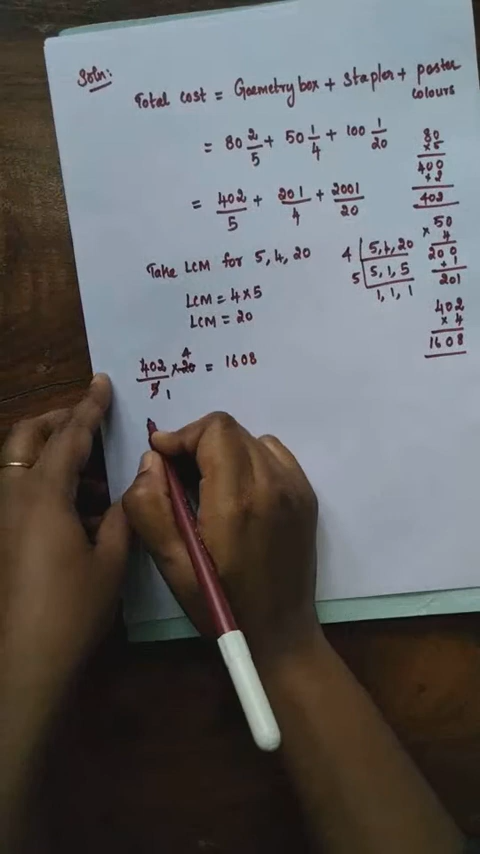 Soln:
Total cost = Geometry box + Stapler + poster colours
= 80 2/5 + 50 1/4 + 100 1/20
= 402/5 + 201/4 + 2001/20
80
×5
400
+2
402
Take LCM for 5, 4, 20
LCM = 4×5
LCM = 20
4 | 5, 4, 20
5 | 5, 1, 5
1, 1, 1
50
× 4
200
+1
201
402
× 4
1608
402/5 × 20 = 1608
4
1